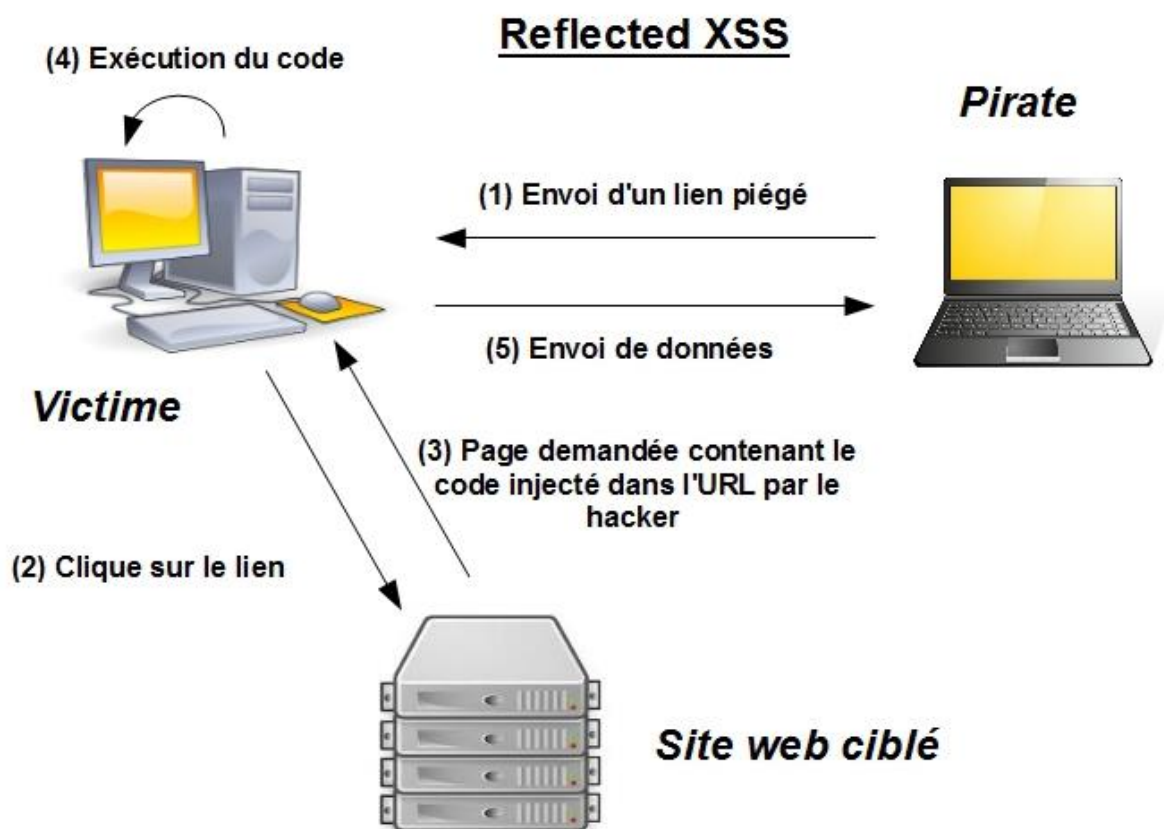 Reflected XSS
(4) Exécution du code
Pirate
(1) Envoi d'un lien piégé
(5) Envoi de données
Victime
(3) Page demandée contenant le
code injecté dans l'URL par le
hacker
(2) Clique sur le lien
Site web ciblé